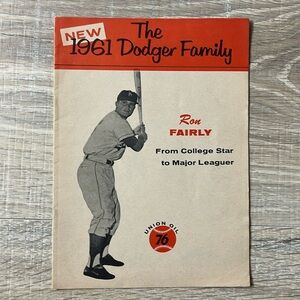 NEW
The
1961 Dodger Family
Ron
FAIRLY
From College Star
to Major Leaguer
UNION OIL
76